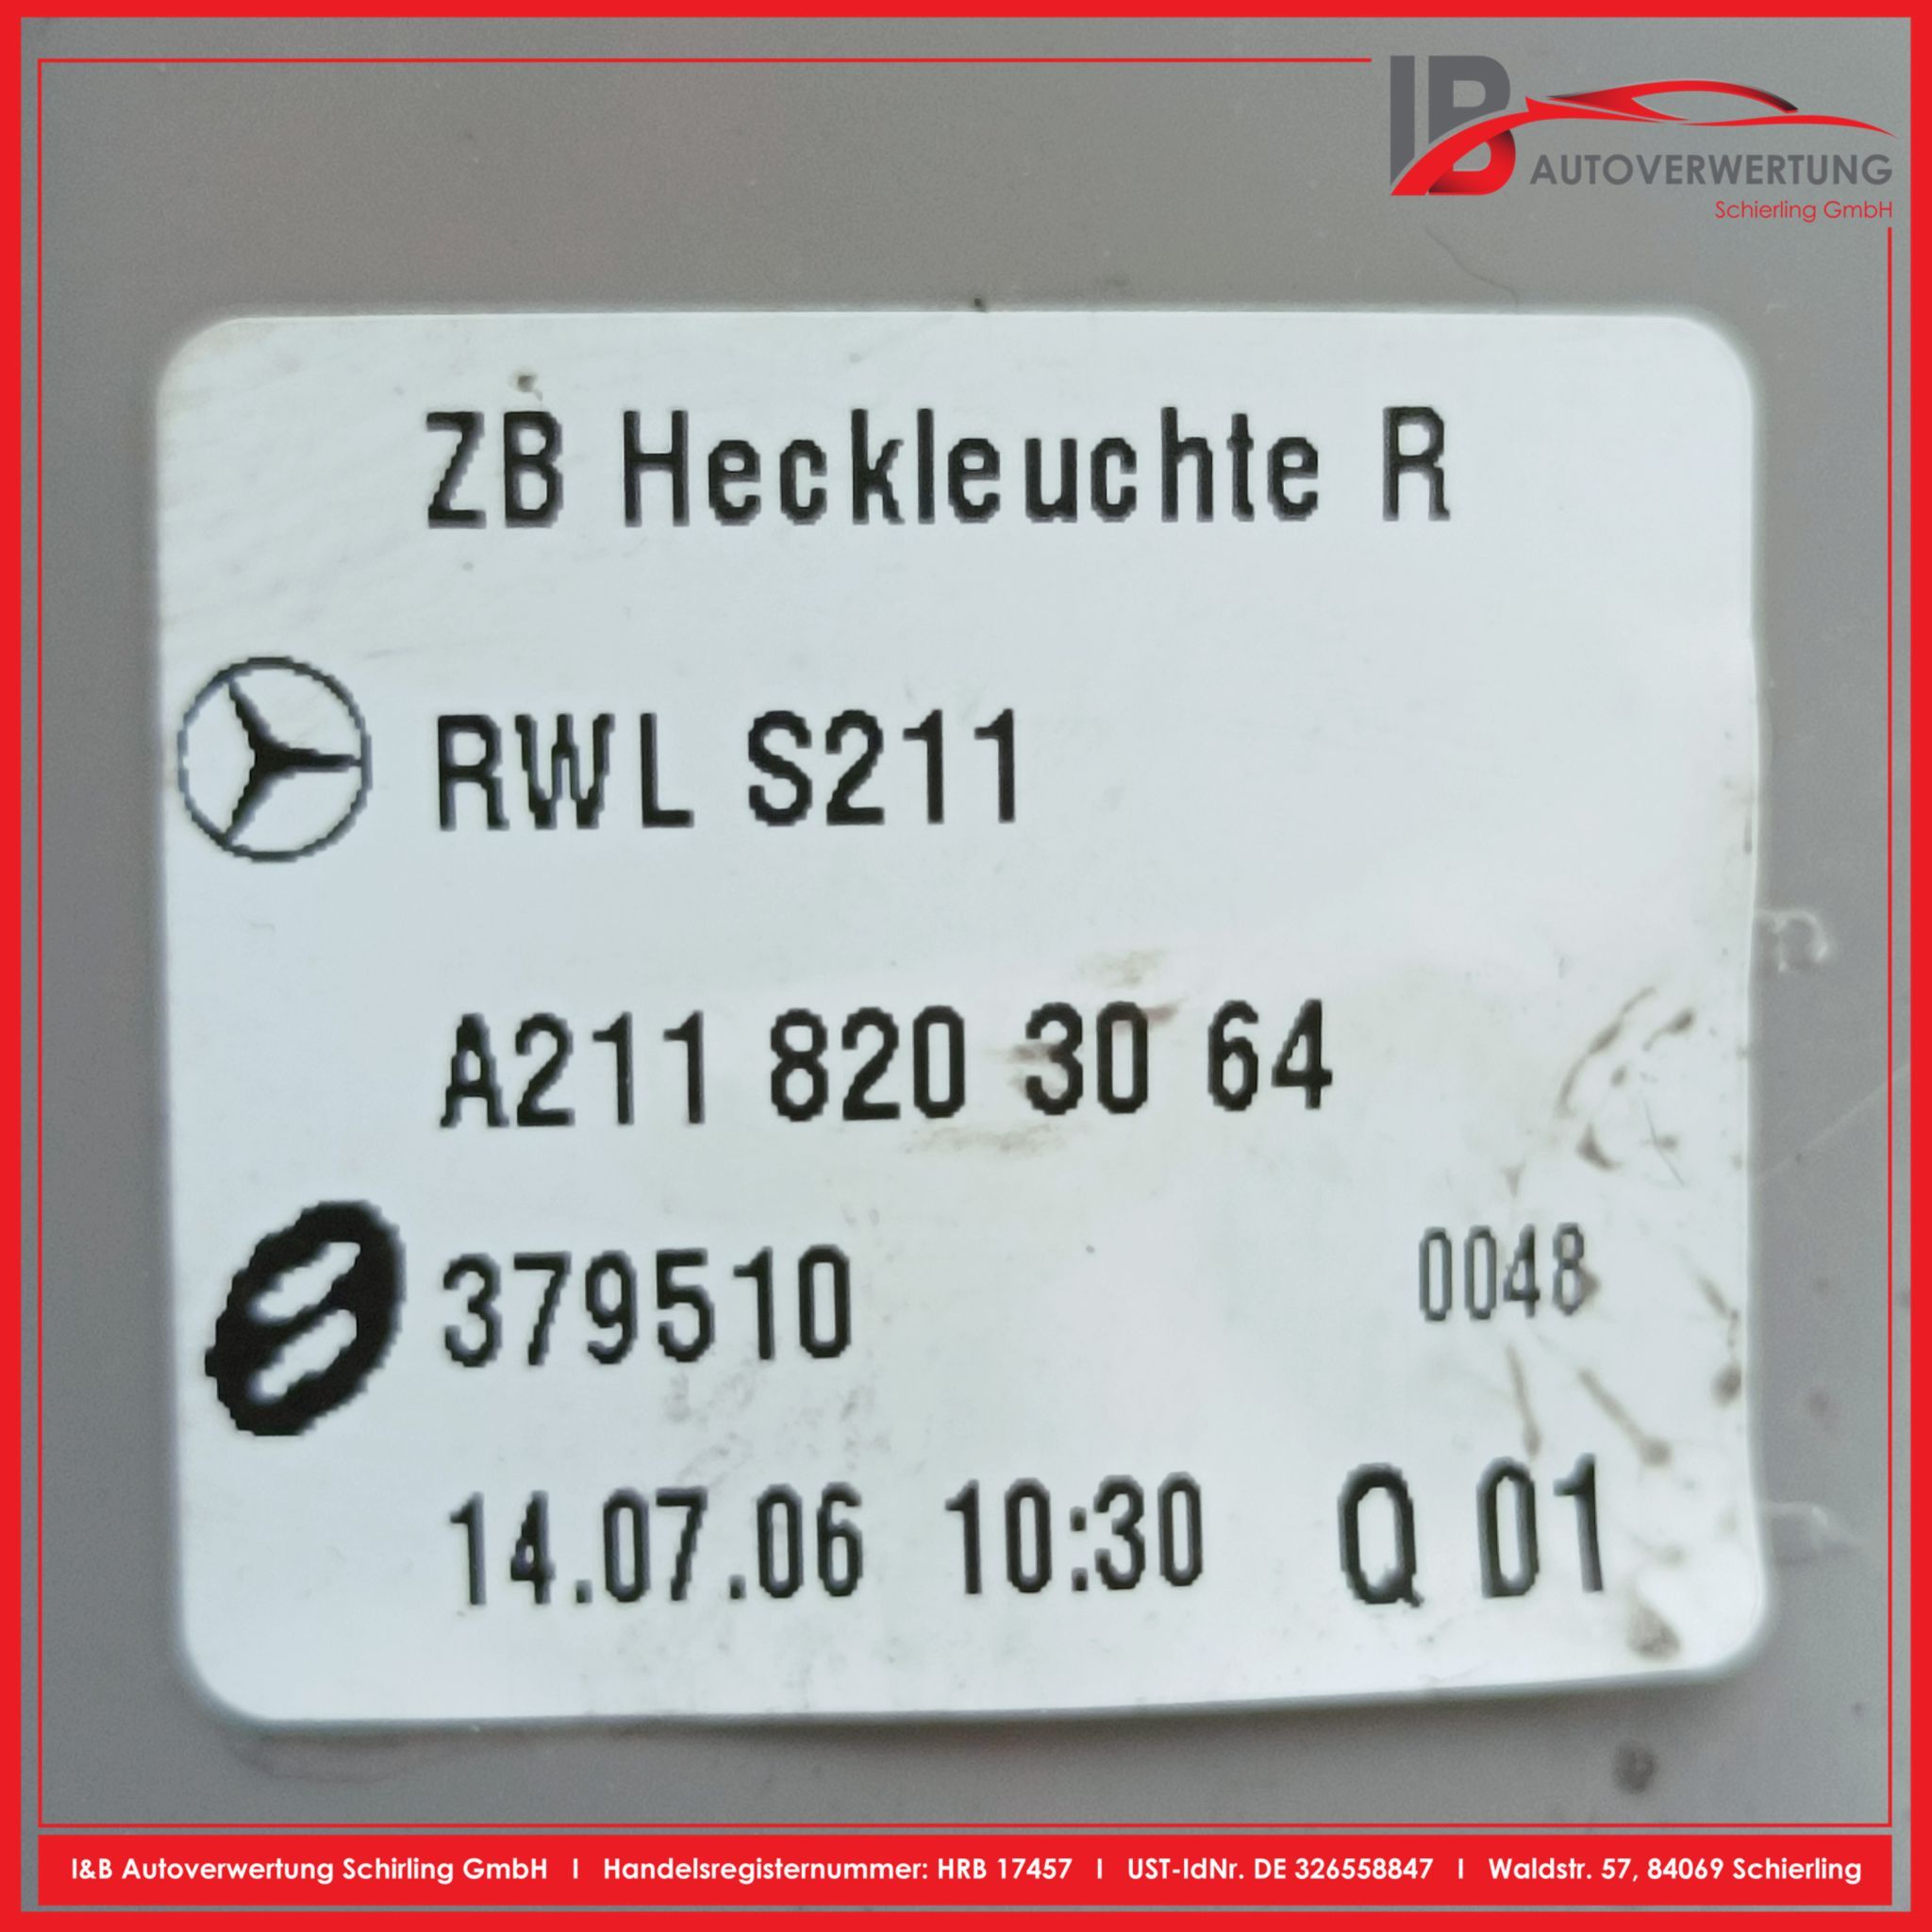 IB
AUTOVERWERTUNG
Schierling GmbH
ZB Heckleuchte R
RWL S211
A211 820 30 64
379510 0048
14.07.06 10:30 Q 01
I&B Autoverwertung Schirling GmbH I Handelsregisternummer: HRB 17457 I UST-IdNr. DE 326558847 I Waldstr. 57, 84069 Schierling